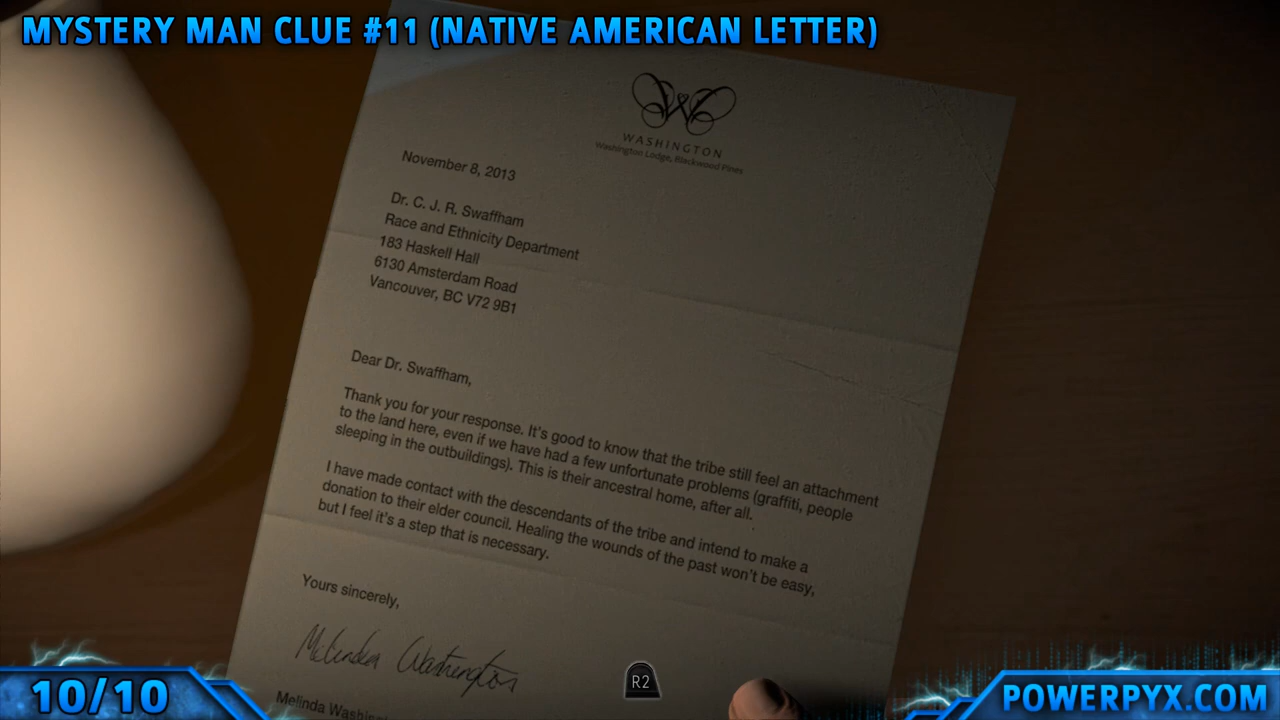 MYSTERY MAN CLUE #11 (NATIVE AMERICAN LETTER)
W
WASHINGTON
Washington Lodge, Blackwood Pines
November 8, 2013
Dr. C. J. R. Swaffham
Race and Ethnicity Department
183 Haskell Hall
6130 Amsterdam Road
Vancouver, BC V72 9B1
Dear Dr. Swaffham,
Thank you for your response. It's good to know that the tribe still feel an attachment
to the land here, even if we have had a few unfortunate problems (graffiti, people
sleeping in the outbuildings). This is their ancestral home, after all.
I have made contact with the descendants of the tribe and intend to make a
donation to their elder council. Healing the wounds of the past won't be easy,
but I feel it's a step that is necessary.
Yours sincerely,
Melinda Washington
Melinda
R2
10/10
POWERPYX.COM